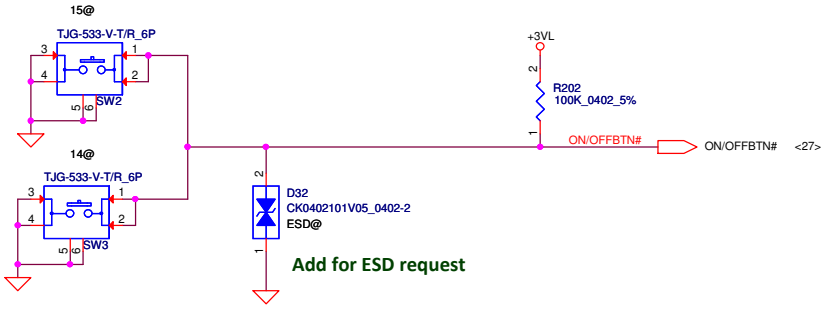 15@
TJG-533-V-T/R_6P
3
1
4
2
5
6
SW2
+3VL
2
R202
100K_0402_5%
1
ON/OFFBTN#
ON/OFFBTN#
<27>
14@
TJG-533-V-T/R_6P
3
1
4
2
5
6
SW3
2
D32
CK0402101V05_0402-2
ESD@
1
Add for ESD request